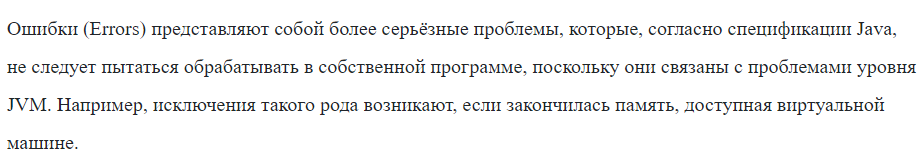 Ошибки (Errors) представляют собой более серьёзные проблемы, которые, согласно спецификации Java,
не следует пытаться обрабатывать в собственной программе, поскольку они связаны с проблемами уровня
JVM. Например, исключения такого рода возникают, если закончилась память, доступная виртуальной
машине.